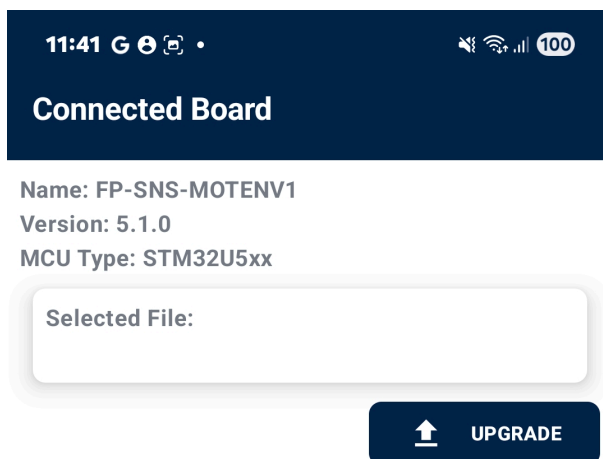 11:41 G 100
Connected Board
Name: FP-SNS-MOTENV1
Version: 5.1.0
MCU Type: STM32U5xx
Selected File:
UPGRADE